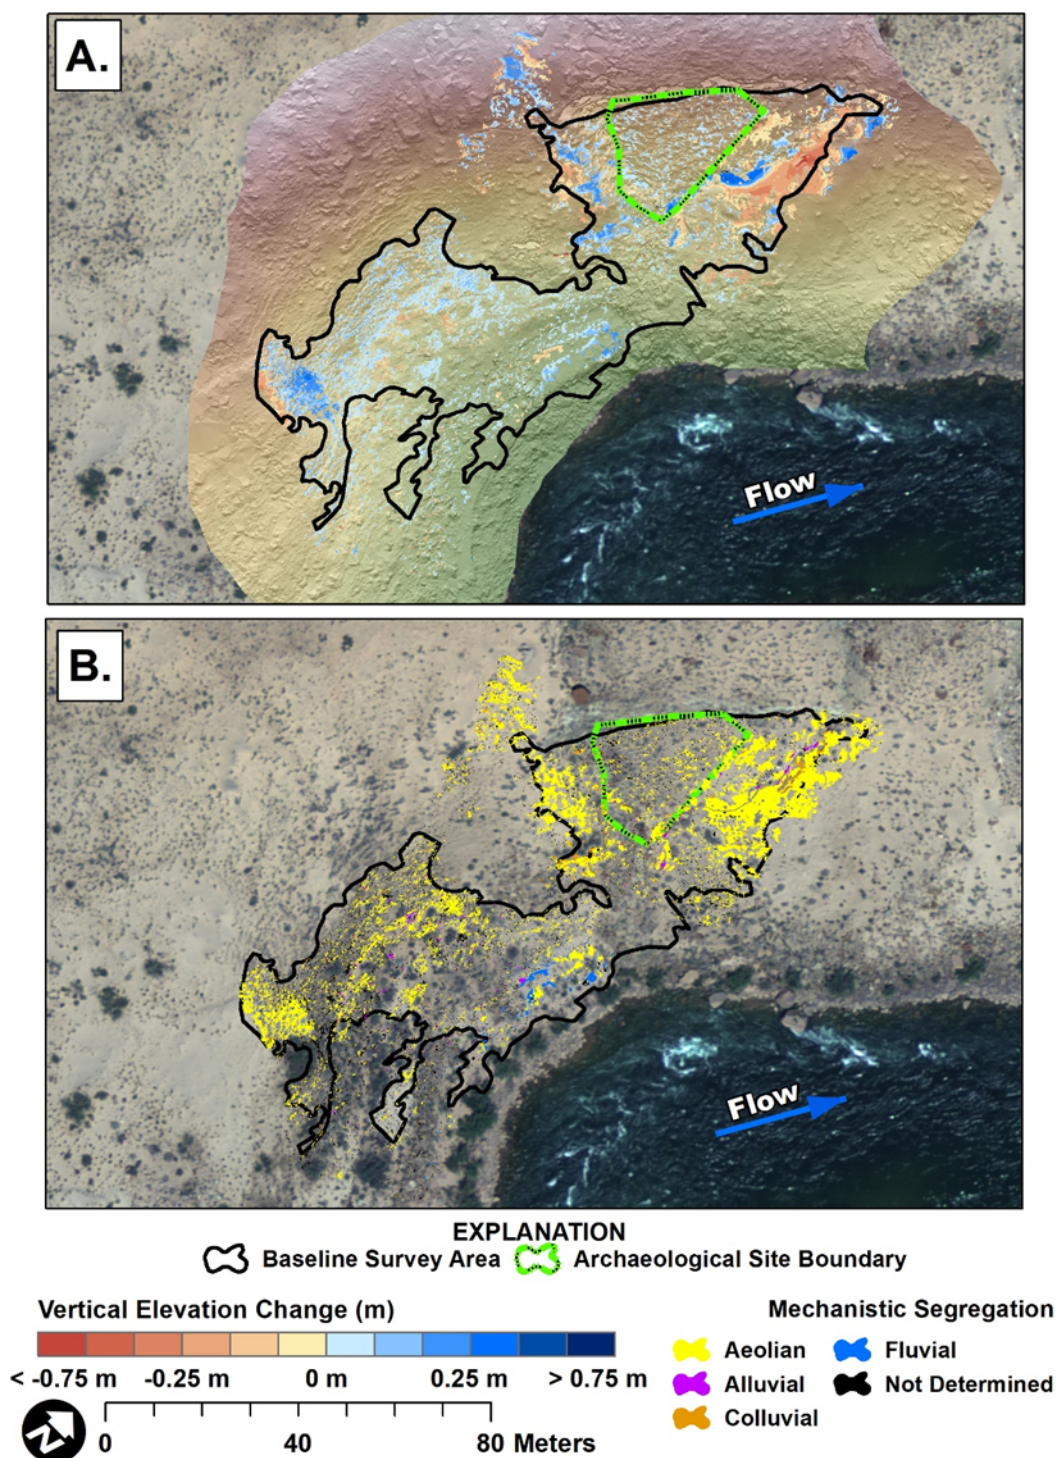 A.
Flow
B.
Flow
EXPLANATION
Baseline Survey Area Archaeological Site Boundary
Vertical Elevation Change (m) Mechanistic Segregation
Aeolian Fluvial
< -0.75 m -0.25 m 0 m 0.25 m > 0.75 m
Alluvial Not Determined
Colluvial
N
0 40 80 Meters